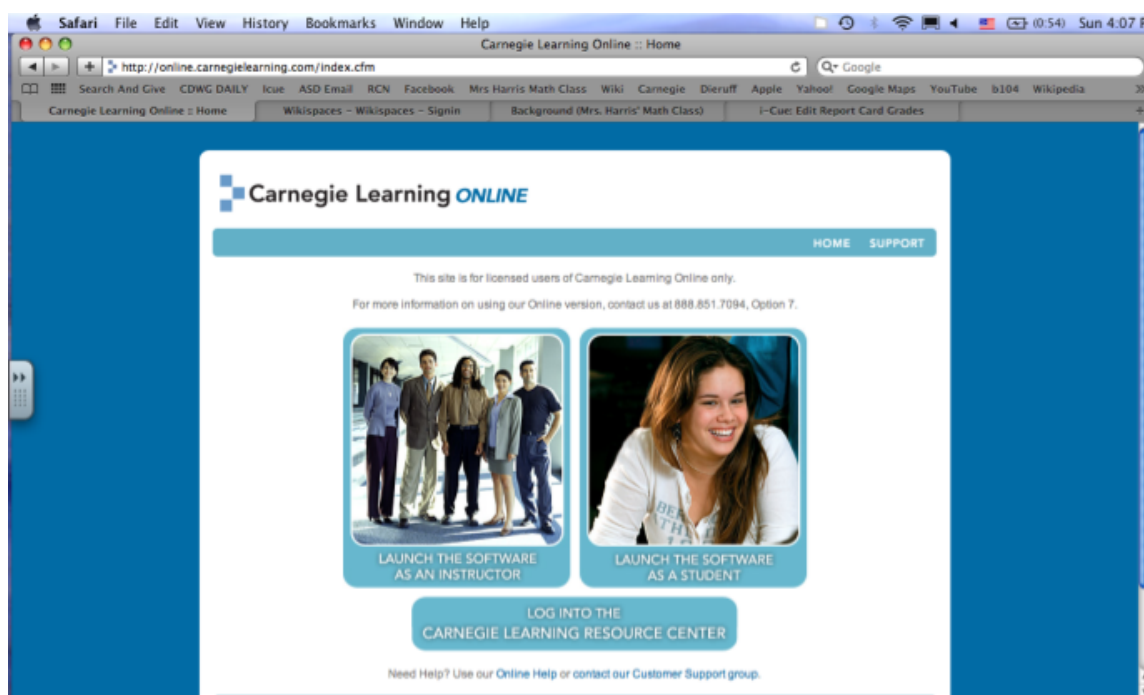 Safari File Edit View History Bookmarks Window Help (0:54) Sun 4:07 P
Carnegie Learning Online :: Home
http://online.carnegielearning.com/index.cfm Google
Search And Give CDWG DAILY Icue ASD Email RCN Facebook Mrs Harris Math Class Wiki Carnegie Dieruff Apple Yahoo! Google Maps YouTube b104 Wikipedia
Carnegie Learning Online :: Home Wikispaces - Wikispaces - Signin Background (Mrs. Harris' Math Class) i-Cue: Edit Report Card Grades
Carnegie Learning ONLINE
HOME SUPPORT
This site is for licensed users of Carnegie Learning Online only.
For more information on using our Online version, contact us at 888.851.7094, Option 7.
LAUNCH THE SOFTWARE
AS AN INSTRUCTOR
LAUNCH THE SOFTWARE
AS A STUDENT
LOG INTO THE
CARNEGIE LEARNING RESOURCE CENTER
Need Help? Use our Online Help or contact our Customer Support group.